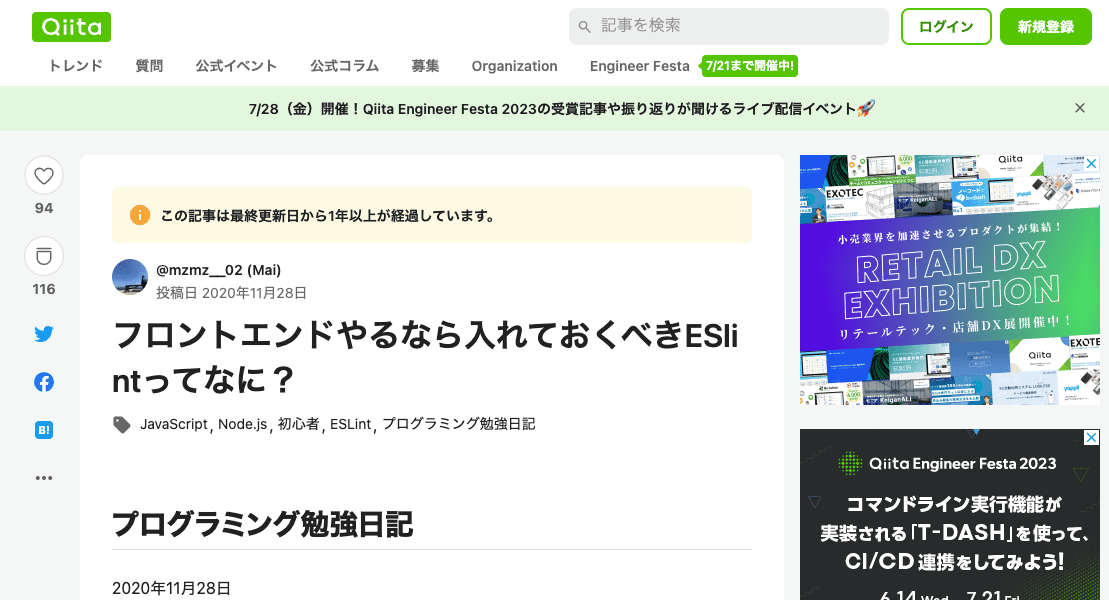 Qiita
記事を検索
ログイン
新規登録
トレンド
質問
公式イベント
公式コラム
募集
Organization
Engineer Festa
7/21まで開催中!
7/28（金）開催！Qiita Engineer Festa 2023の受賞記事や振り返りが聞けるライブ配信イベント🚀
94
116
B!
この記事は最終更新日から1年以上が経過しています。
@mzmz__02 (Mai)
投稿日 2020年11月28日
フロントエンドやるなら入れておくべきESli
ntってなに？
JavaScript, Node.js, 初心者, ESLint, プログラミング勉強日記
プログラミング勉強日記
2020年11月28日
Qiita
EXOTEC
KeiganALI
b→dash
yappli
小売業界を加速させるプロダクトが集結！
RETAIL DX
EXHIBITION
リテールテック・店舗DX展開催中！
EXOTE
Qiita
KeiganALI
yappli
Qiita Engineer Festa 2023
コマンドライン実行機能が
実装される「T-DASH」を使って、
CI/CD 連携をしてみよう!
6.14 Wed 7.21 Fri